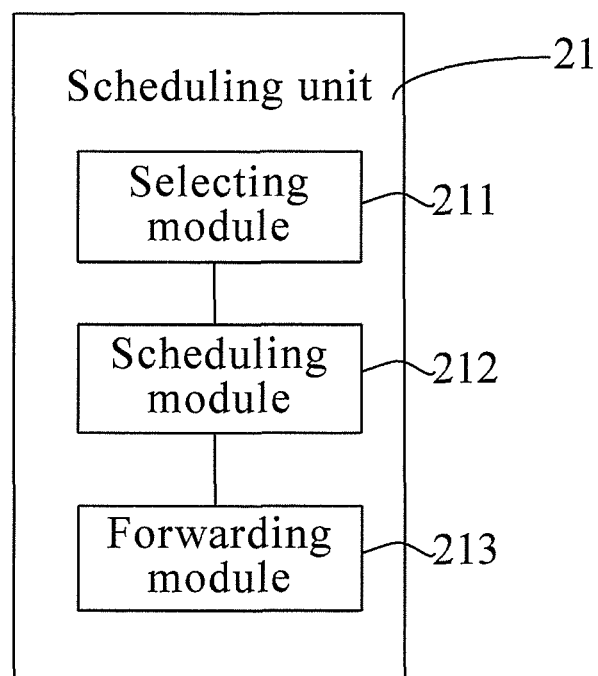 21
Scheduling unit
Selecting
module
211
Scheduling
module
212
Forwarding
module
213